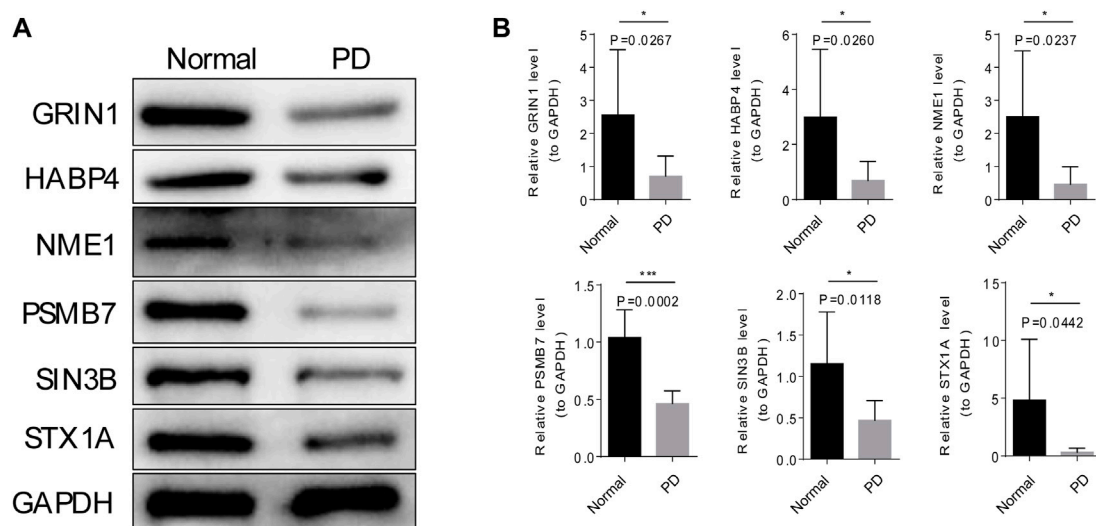 A
Normal PD
GRIN1
HABP4
NME1
PSMB7
SIN3B
STX1A
GAPDH
B
*
P=0.0267
Relative GRIN1 level
(to GAPDH)
5
4
3
2
1
0
Normal PD
*
P=0.0260
Relative HABP4 level
(to GAPDH)
6
4
2
0
Normal PD
*
P=0.0237
Relative NME1 level
(to GAPDH)
5
4
3
2
1
0
Normal PD
***
P=0.0002
Relative PSMB7 level
(to GAPDH)
1.5
1.0
0.5
0.0
Normal PD
*
P=0.0118
Relative SIN3B level
(to GAPDH)
2.0
1.5
1.0
0.5
0.0
Normal PD
*
P=0.0442
Relative STX1A level
(to GAPDH)
15
10
5
0
Normal PD